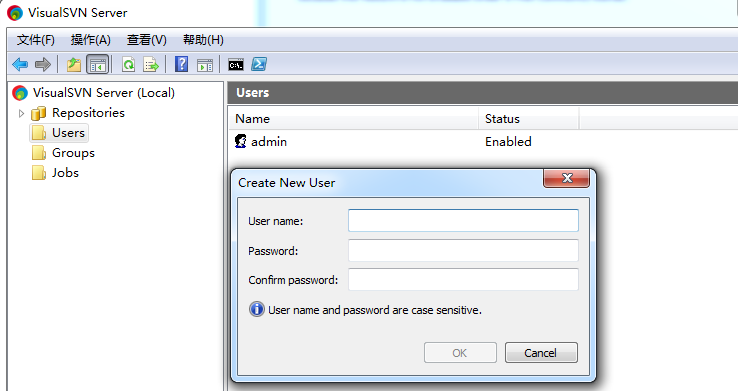 VisualSVN Server
文件(F) 操作(A) 查看(V) 帮助(H)
VisualSVN Server (Local)
Repositories
Users
Groups
Jobs
Users
Name Status
admin Enabled
Create New User
User name:
Password:
Confirm password:
User name and password are case sensitive.
OK Cancel